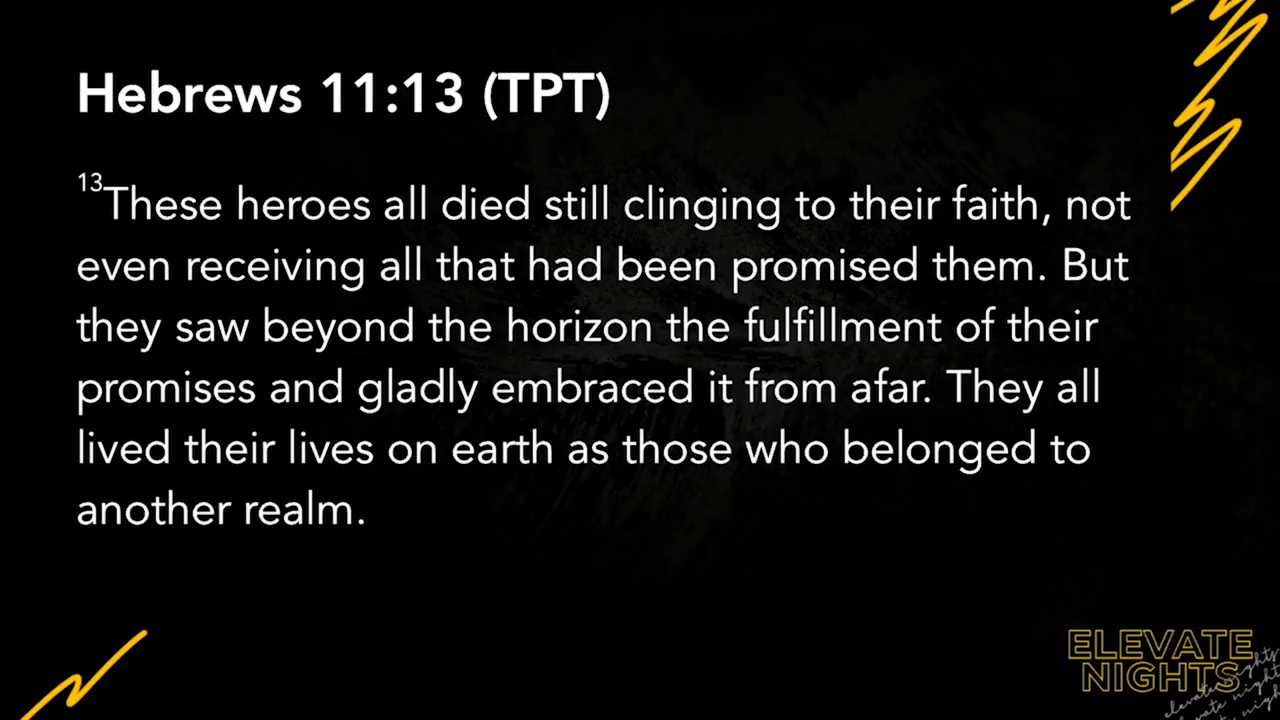 Hebrews 11:13 (TPT)
13These heroes all died still clinging to their faith, not
even receiving all that had been promised them. But
they saw beyond the horizon the fulfillment of their
promises and gladly embraced it from afar. They all
lived their lives on earth as those who belonged to
another realm.
ELEVATE
NIGHTS
elevate nights